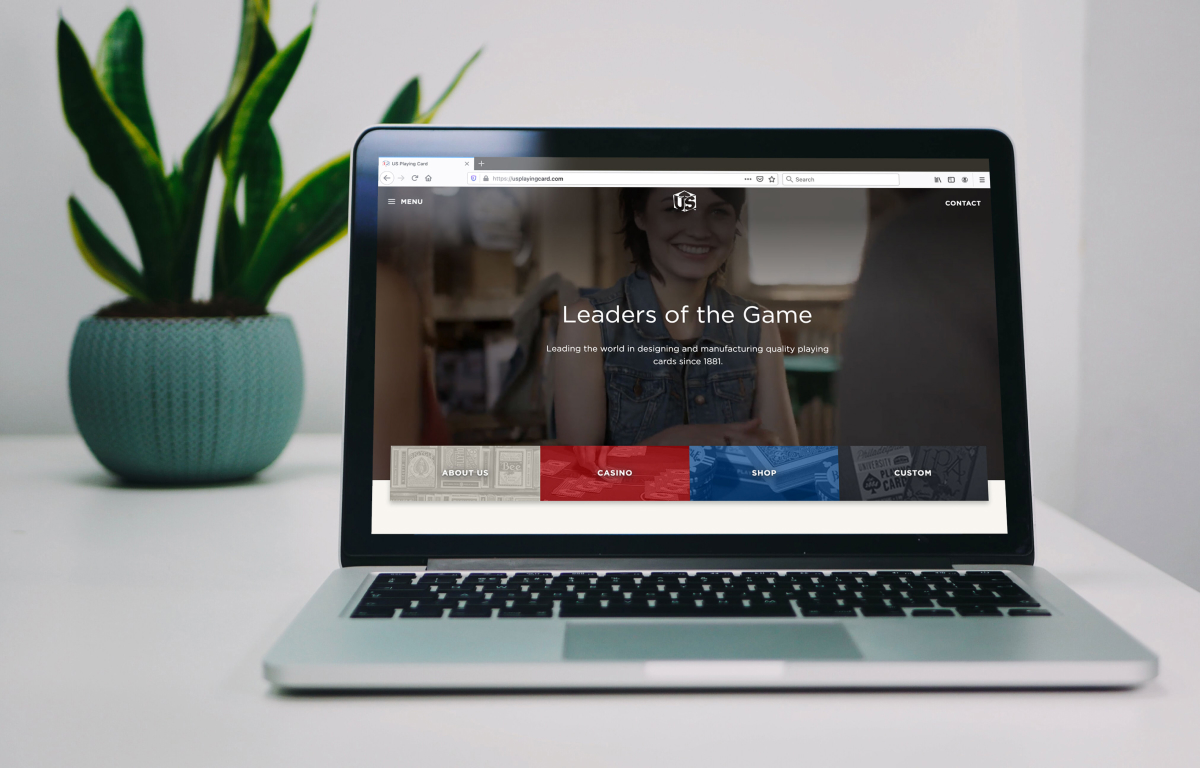 US Playing Card
https://usplayingcard.com
Search
MENU
US
CONTACT
Leaders of the Game
Leading the world in designing and manufacturing quality playing
cards since 1881.
ABOUT US
CASINO
SHOP
CUSTOM
Bee